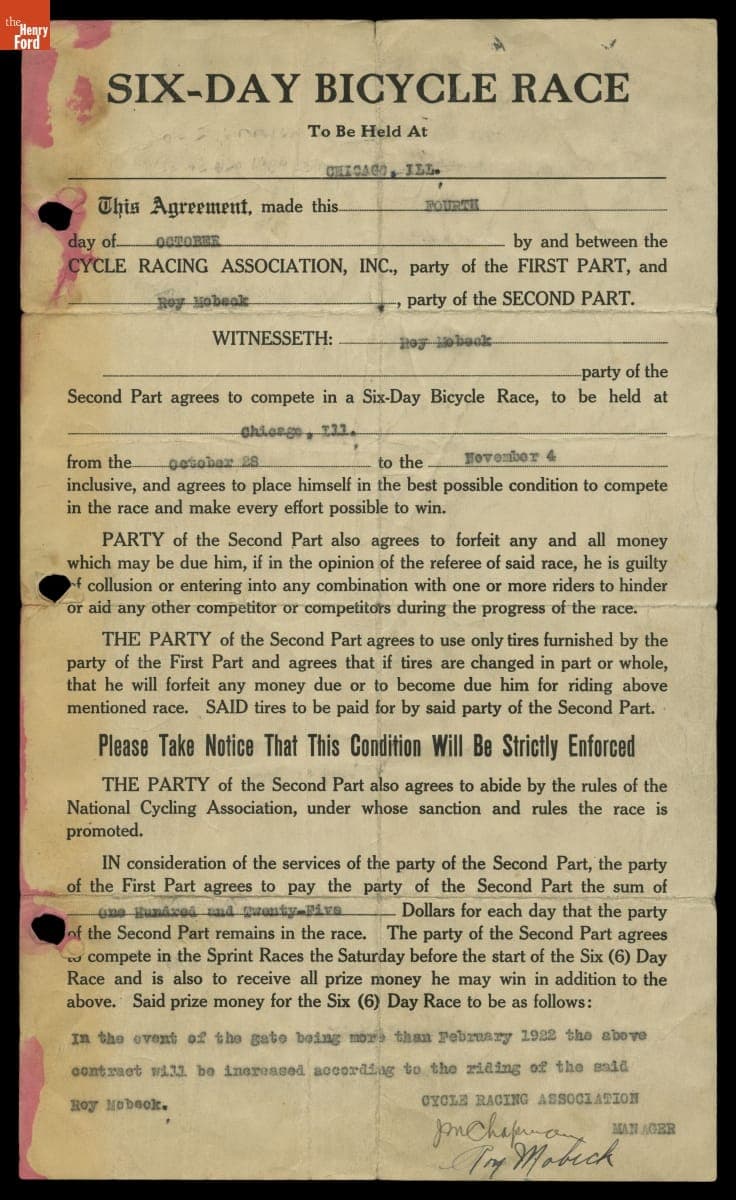 the
Henry
Ford
SIX-DAY BICYCLE RACE
To Be Held At
CHICAGO, ILL.
This Agreement, made this FOURTH
day of OCTOBER by and between the
CYCLE RACING ASSOCIATION, INC., party of the FIRST PART, and
Roy Mobeck, party of the SECOND PART.
WITNESSETH: Roy Mobeck
party of the
Second Part agrees to compete in a Six-Day Bicycle Race, to be held at
Chicago, Ill.
from the October 28 to the November 4
inclusive, and agrees to place himself in the best possible condition to compete
in the race and make every effort possible to win.
PARTY of the Second Part also agrees to forfeit any and all money
which may be due him, if in the opinion of the referee of said race, he is guilty
of collusion or entering into any combination with one or more riders to hinder
or aid any other competitor or competitors during the progress of the race.
THE PARTY of the Second Part agrees to use only tires furnished by the
party of the First Part and agrees that if tires are changed in part or whole,
that he will forfeit any money due or to become due him for riding above
mentioned race. SAID tires to be paid for by said party of the Second Part.
Please Take Notice That This Condition Will Be Strictly Enforced
THE PARTY of the Second Part also agrees to abide by the rules of the
National Cycling Association, under whose sanction and rules the race is
promoted.
IN consideration of the services of the party of the Second Part, the party
of the First Part agrees to pay the party of the Second Part the sum of
One Hundred and Twenty-Five Dollars for each day that the party
of the Second Part remains in the race. The party of the Second Part agrees
to compete in the Sprint Races the Saturday before the start of the Six (6) Day
Race and is also to receive all prize money he may win in addition to the
above. Said prize money for the Six (6) Day Race to be as follows:
In the event of the gate being more than February 1922 the above
contract will be increased according to the riding of the said
Roy Mobeck.
CYCLE RACING ASSOCIATION
J M Chapman MANAGER
Roy Mobeck